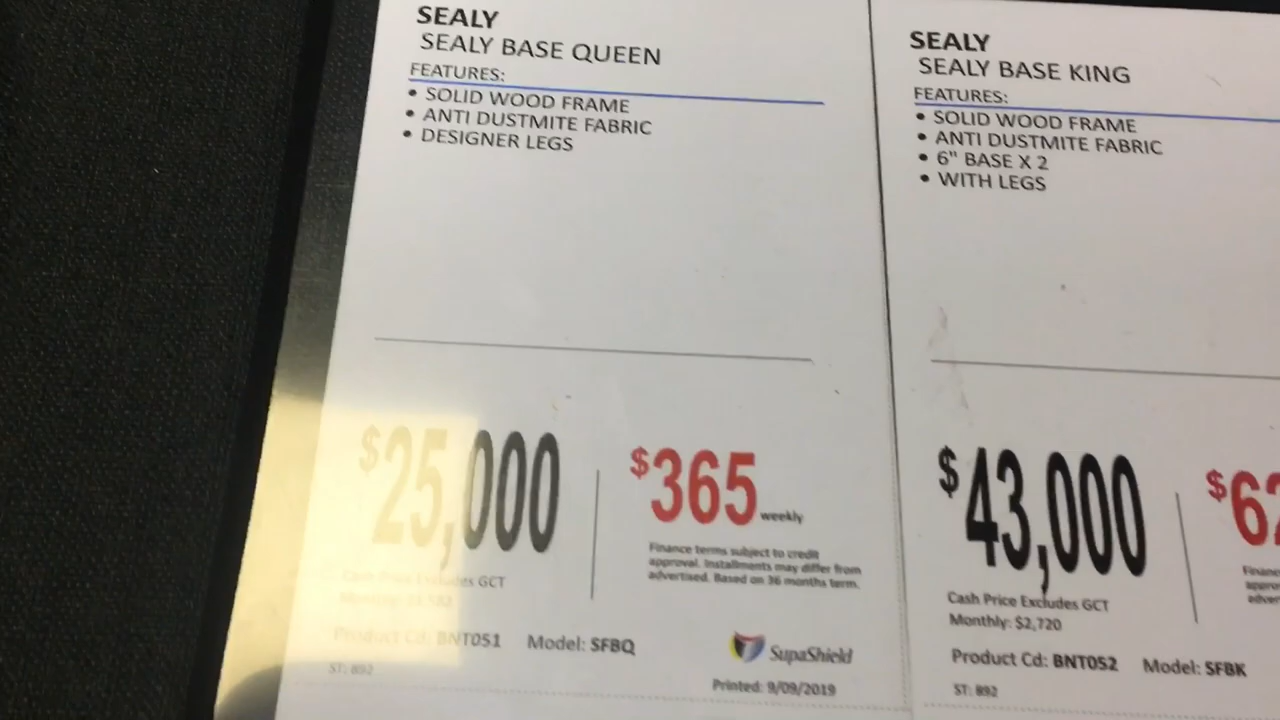 SEALY
SEALY BASE QUEEN
FEATURES:
• SOLID WOOD FRAME
• ANTI DUSTMITE FABRIC
• DESIGNER LEGS
$25,000
Cash Price Excludes GCT
$365 weekly
Finance terms subject to credit
approval. Installments may differ from
advertised. Based on 36 months term.
Product Cd: BNT051 Model: SFBQ
ST: 892
SupaShield
Printed: 9/09/2019
SEALY
SEALY BASE KING
FEATURES:
• SOLID WOOD FRAME
• ANTI DUSTMITE FABRIC
• 6" BASE X 2
• WITH LEGS
$43,000
Cash Price Excludes GCT
Monthly: $2,720
Product Cd: BNT052 Model: SFBK
ST: 892